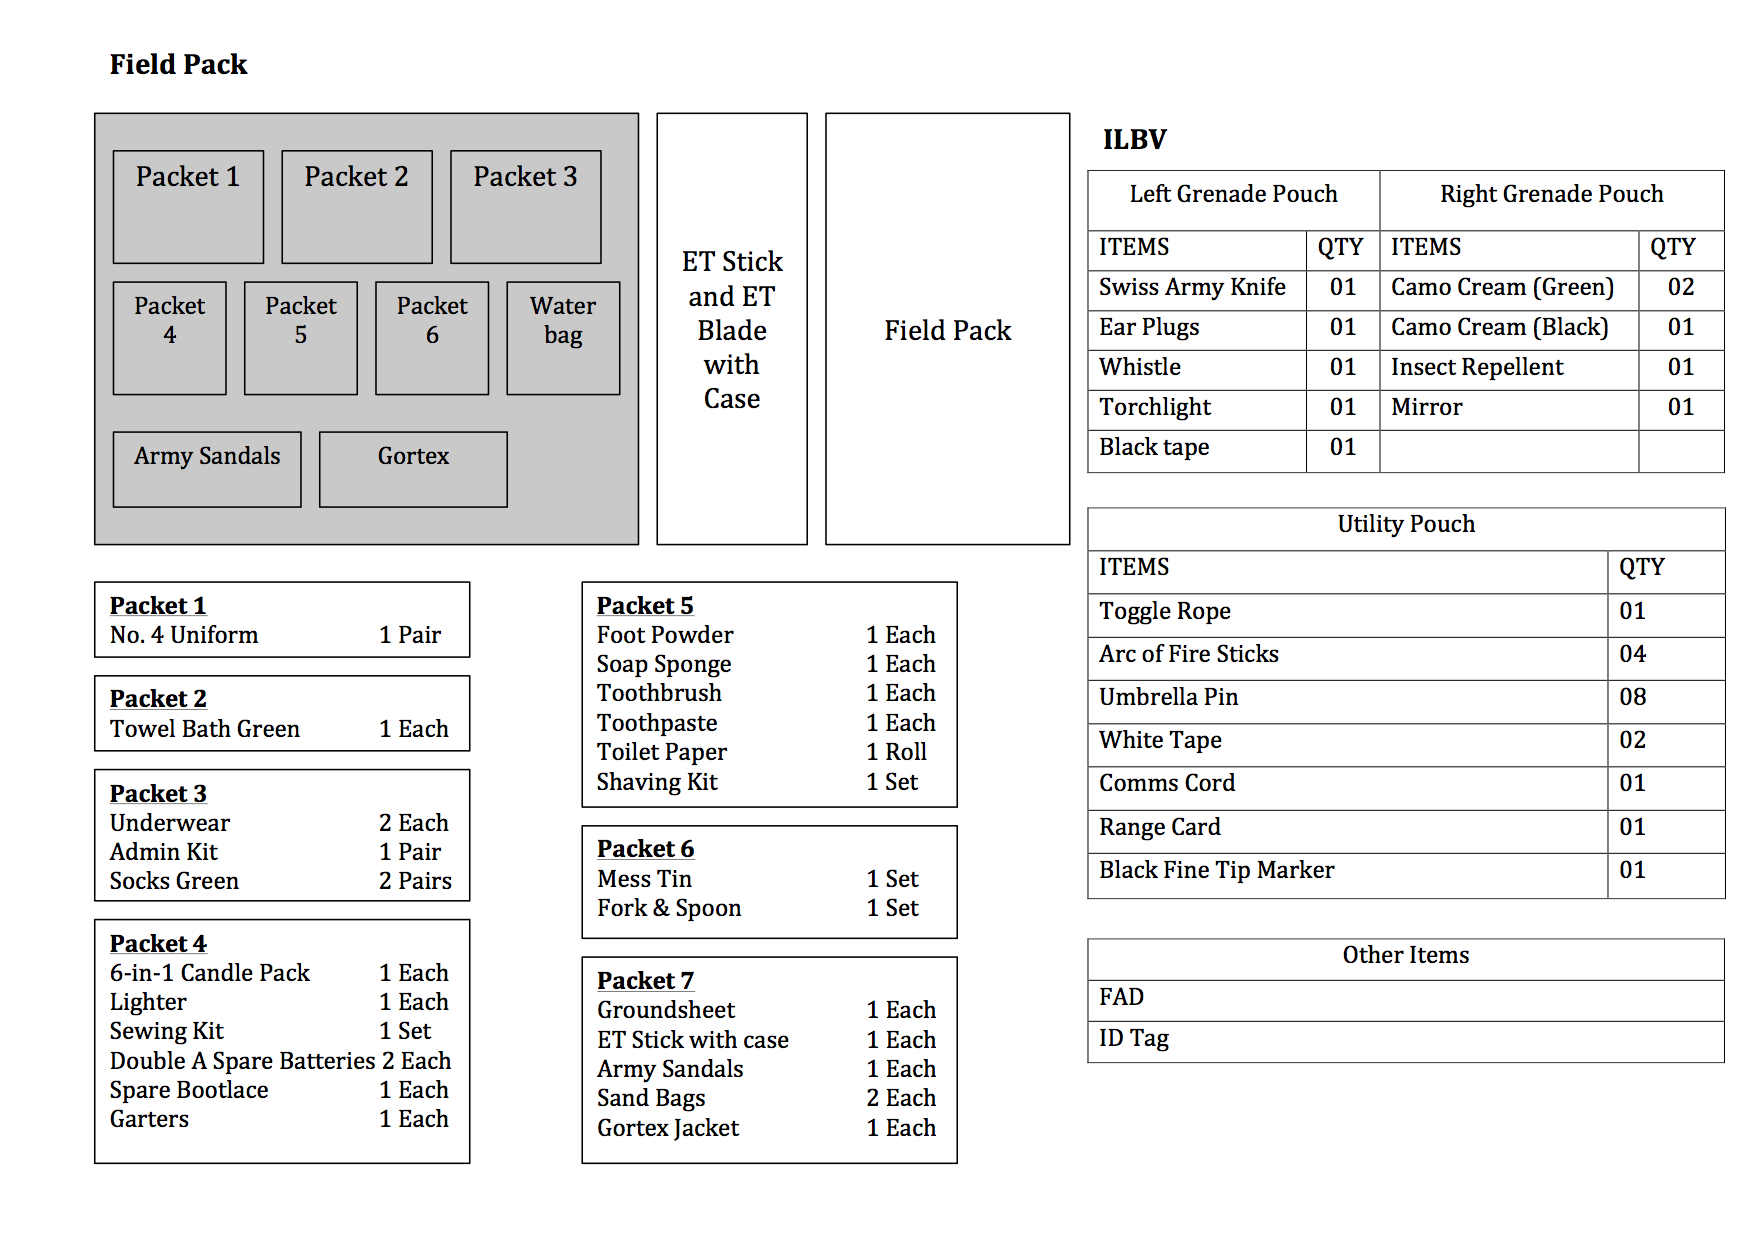 Field Pack
Packet 1
Packet 2
Packet 3
Packet
4
Packet
5
Packet
6
Water
bag
Army Sandals
Gortex
ET Stick
and ET
Blade
with
Case
Field Pack
Packet 1
No. 4 Uniform 1 Pair
Packet 2
Towel Bath Green 1 Each
Packet 3
Underwear 2 Each
Admin Kit 1 Pair
Socks Green 2 Pairs
Packet 4
6-in-1 Candle Pack 1 Each
Lighter 1 Each
Sewing Kit 1 Set
Double A Spare Batteries 2 Each
Spare Bootlace 1 Each
Garters 1 Each
Packet 5
Foot Powder 1 Each
Soap Sponge 1 Each
Toothbrush 1 Each
Toothpaste 1 Each
Toilet Paper 1 Roll
Shaving Kit 1 Set
Packet 6
Mess Tin 1 Set
Fork & Spoon 1 Set
Packet 7
Groundsheet 1 Each
ET Stick with case 1 Each
Army Sandals 1 Each
Sand Bags 2 Each
Gortex Jacket 1 Each
ILBV
Left Grenade Pouch Right Grenade Pouch
ITEMS QTY ITEMS QTY
Swiss Army Knife 01 Camo Cream (Green) 02
Ear Plugs 01 Camo Cream (Black) 01
Whistle 01 Insect Repellent 01
Torchlight 01 Mirror 01
Black tape 01
Utility Pouch
ITEMS QTY
Toggle Rope 01
Arc of Fire Sticks 04
Umbrella Pin 08
White Tape 02
Comms Cord 01
Range Card 01
Black Fine Tip Marker 01
Other Items
FAD
ID Tag